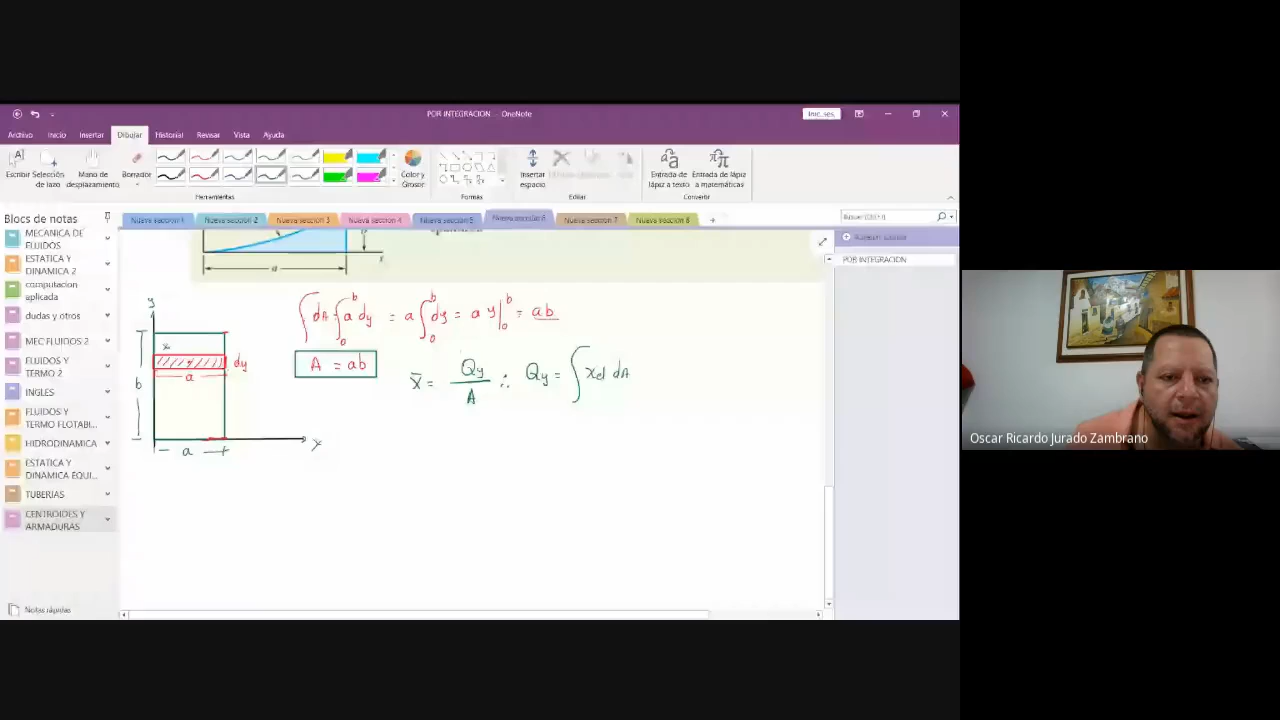 POR INTEGRACION - OneNote
Inic. ses.
Archivo Inicio Insertar Dibujar Historial Revisar Vista Ayuda
Escribir Selección de lazo Mano de desplazamiento Borrador
Color y Grosor
Insertar espacio
Entrada de lápiz a texto Entrada de lápiz a matemáticas
Herramientas Formas Editar Convertir
Blocs de notas
Nueva sección 1 Nueva sección 2 Nueva sección 3 Nueva sección 4 Nueva sección 5 Nueva sección 6 Nueva sección 7 Nueva sección 8 +
POR INTEGRACION
MECANICA DE FLUIDOS
ESTATICA Y DINAMICA 2
computacion aplicada
dudas y otros
MEC FLUIDOS 2
FLUIDOS Y TERMO 2
INGLES
FLUIDOS Y TERMO FLOTABI...
HIDRODINAMICA
ESTATICA Y DINAMICA EQUI...
TUBERIAS
CENTROIDES Y ARMADURAS
Notas rápidas
a
x
y
∫dA = ∫₀ᵇ a dy = a ∫₀ᵇ dy = a y|₀ᵇ = ab
A = ab
dy
a
b
x̄ = Qy / A ∴ Qy = ∫ xel dA
a
x
Oscar Ricardo Jurado Zambrano